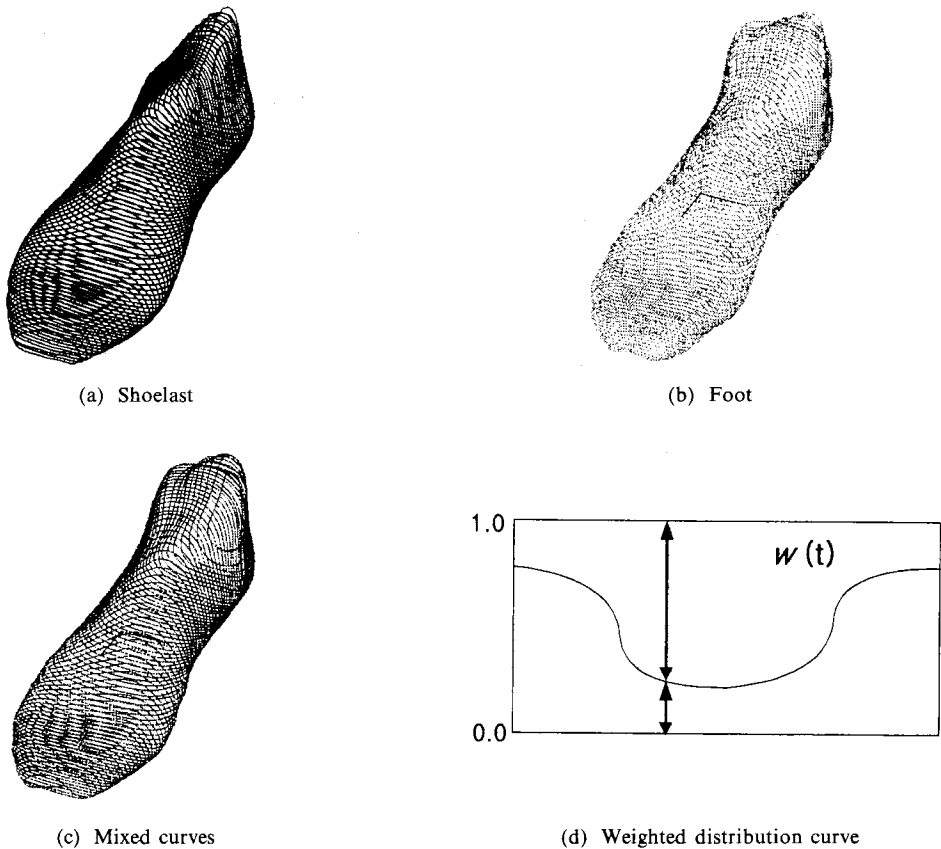 (a) Shoelast
(b) Foot
(c) Mixed curves
1.0
w(t)
0.0
(d) Weighted distribution curve